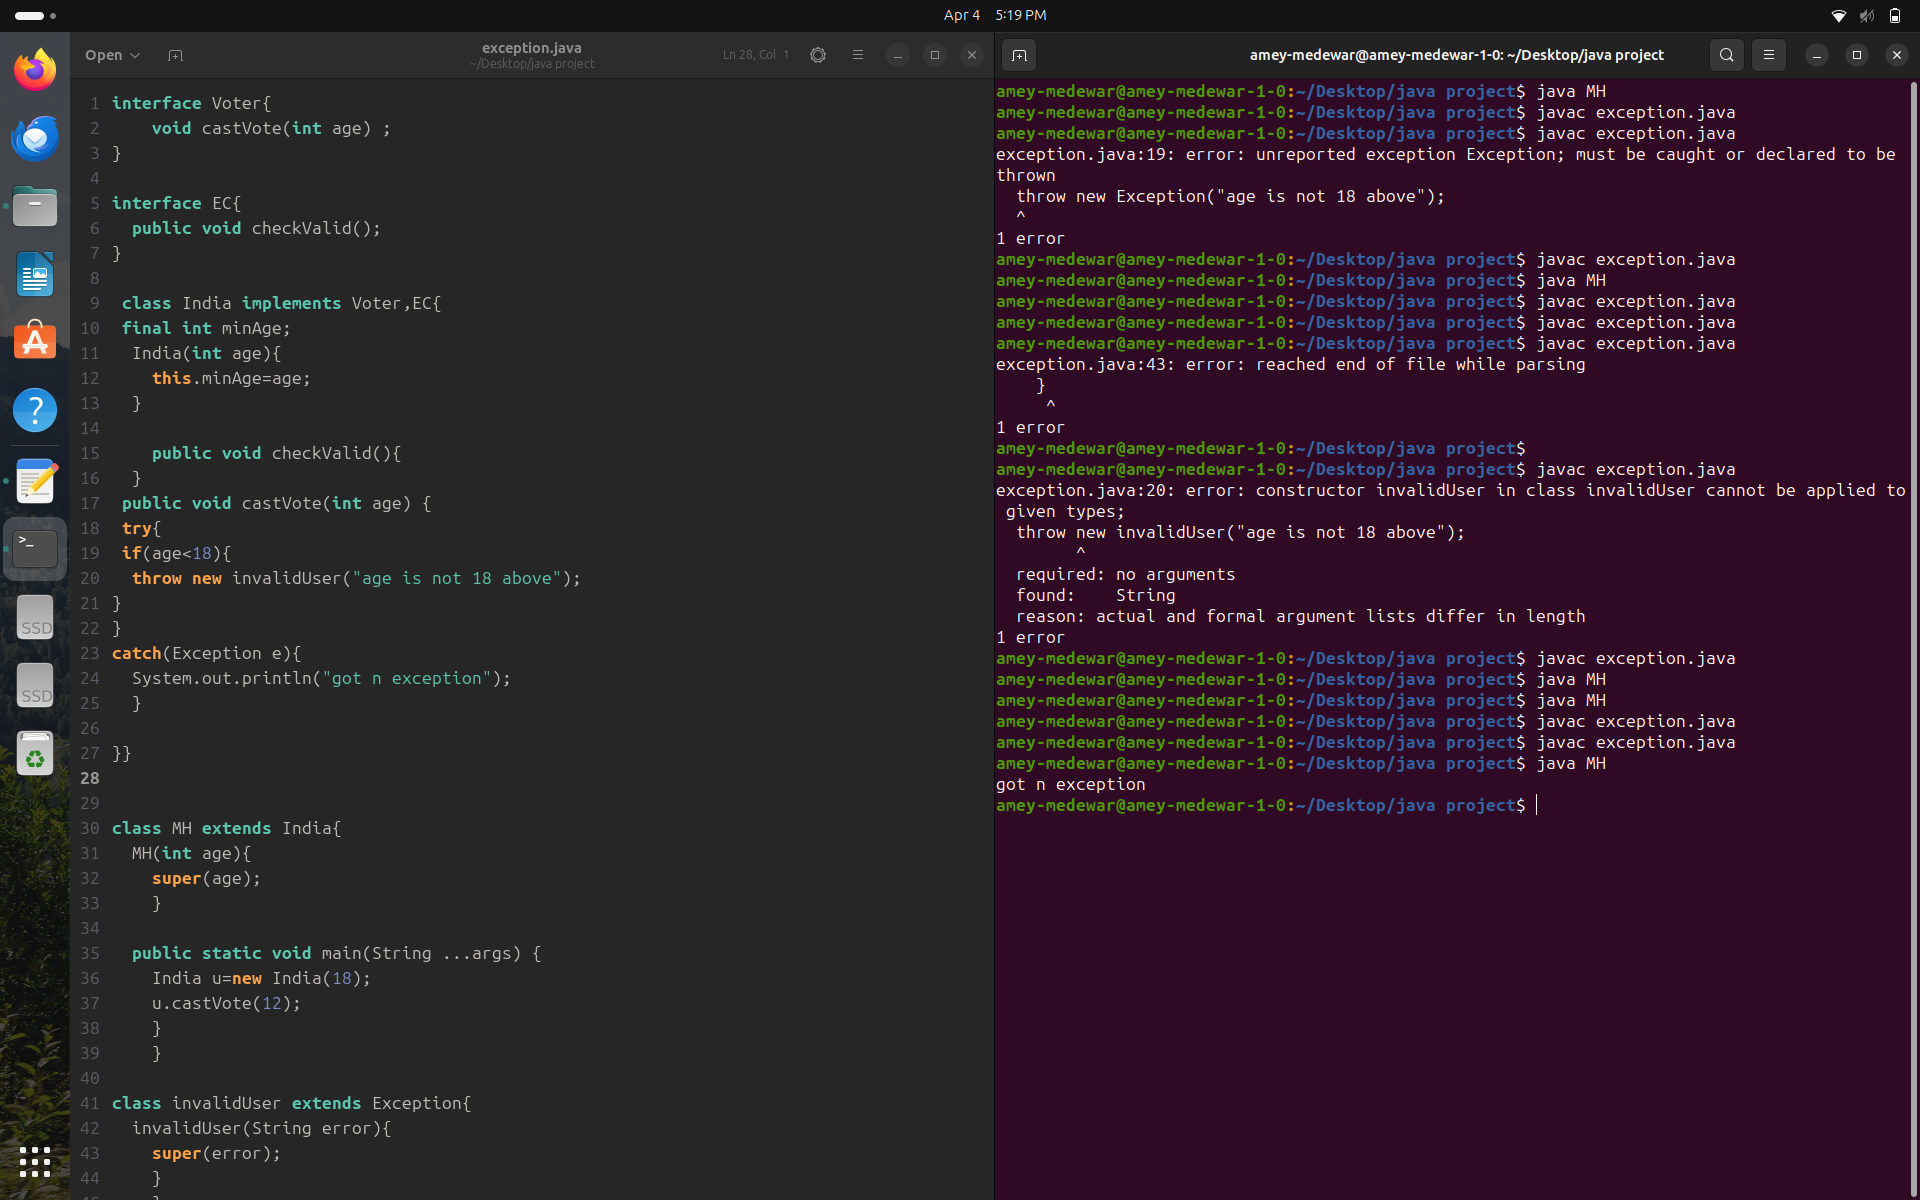 Apr 4 5:19 PM
Open
exception.java
~/Desktop/java project
Ln 28, Col 1
1 interface Voter{
2 void castVote(int age) ;
3 }
4
5 interface EC{
6 public void checkValid();
7 }
8
9 class India implements Voter,EC{
10 final int minAge;
11 India(int age){
12 this.minAge=age;
13 }
14
15 public void checkValid(){
16 }
17 public void castVote(int age) {
18 try{
19 if(age<18){
20 throw new invalidUser("age is not 18 above");
21 }
22 }
23 catch(Exception e){
24 System.out.println("got n exception");
25 }
26
27 }}
28
29
30 class MH extends India{
31 MH(int age){
32 super(age);
33 }
34
35 public static void main(String ...args) {
36 India u=new India(18);
37 u.castVote(12);
38 }
39 }
40
41 class invalidUser extends Exception{
42 invalidUser(String error){
43 super(error);
44 }
SSD
SSD
amey-medewar@amey-medewar-1-0: ~/Desktop/java project
amey-medewar@amey-medewar-1-0:~/Desktop/java project$ java MH
amey-medewar@amey-medewar-1-0:~/Desktop/java project$ javac exception.java
amey-medewar@amey-medewar-1-0:~/Desktop/java project$ javac exception.java
exception.java:19: error: unreported exception Exception; must be caught or declared to be
thrown
throw new Exception("age is not 18 above");
^
1 error
amey-medewar@amey-medewar-1-0:~/Desktop/java project$ javac exception.java
amey-medewar@amey-medewar-1-0:~/Desktop/java project$ java MH
amey-medewar@amey-medewar-1-0:~/Desktop/java project$ javac exception.java
amey-medewar@amey-medewar-1-0:~/Desktop/java project$ javac exception.java
amey-medewar@amey-medewar-1-0:~/Desktop/java project$ javac exception.java
exception.java:43: error: reached end of file while parsing
}
^
1 error
amey-medewar@amey-medewar-1-0:~/Desktop/java project$
amey-medewar@amey-medewar-1-0:~/Desktop/java project$ javac exception.java
exception.java:20: error: constructor invalidUser in class invalidUser cannot be applied to
given types;
throw new invalidUser("age is not 18 above");
^
required: no arguments
found: String
reason: actual and formal argument lists differ in length
1 error
amey-medewar@amey-medewar-1-0:~/Desktop/java project$ javac exception.java
amey-medewar@amey-medewar-1-0:~/Desktop/java project$ java MH
amey-medewar@amey-medewar-1-0:~/Desktop/java project$ java MH
amey-medewar@amey-medewar-1-0:~/Desktop/java project$ javac exception.java
amey-medewar@amey-medewar-1-0:~/Desktop/java project$ javac exception.java
amey-medewar@amey-medewar-1-0:~/Desktop/java project$ java MH
got n exception
amey-medewar@amey-medewar-1-0:~/Desktop/java project$